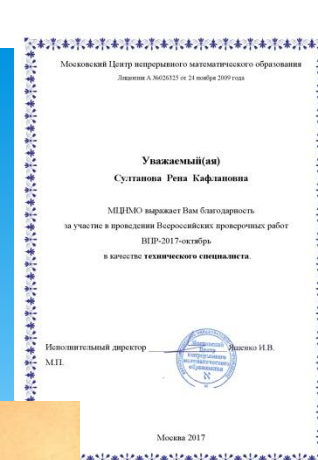 Московский Центр непрерывного математического образования
Лицензия А №026325 от 24 ноября 2009 года
Уважаемый(ая)
Султанова Рена Кафлановна
МЦНМО выражает Вам благодарность
за участие в проведении Всероссийских проверочных работ
ВПР-2017-октябрь
в качестве технического специалиста.
Исполнительный директор Ященко И.В.
М.П.
Москва 2017